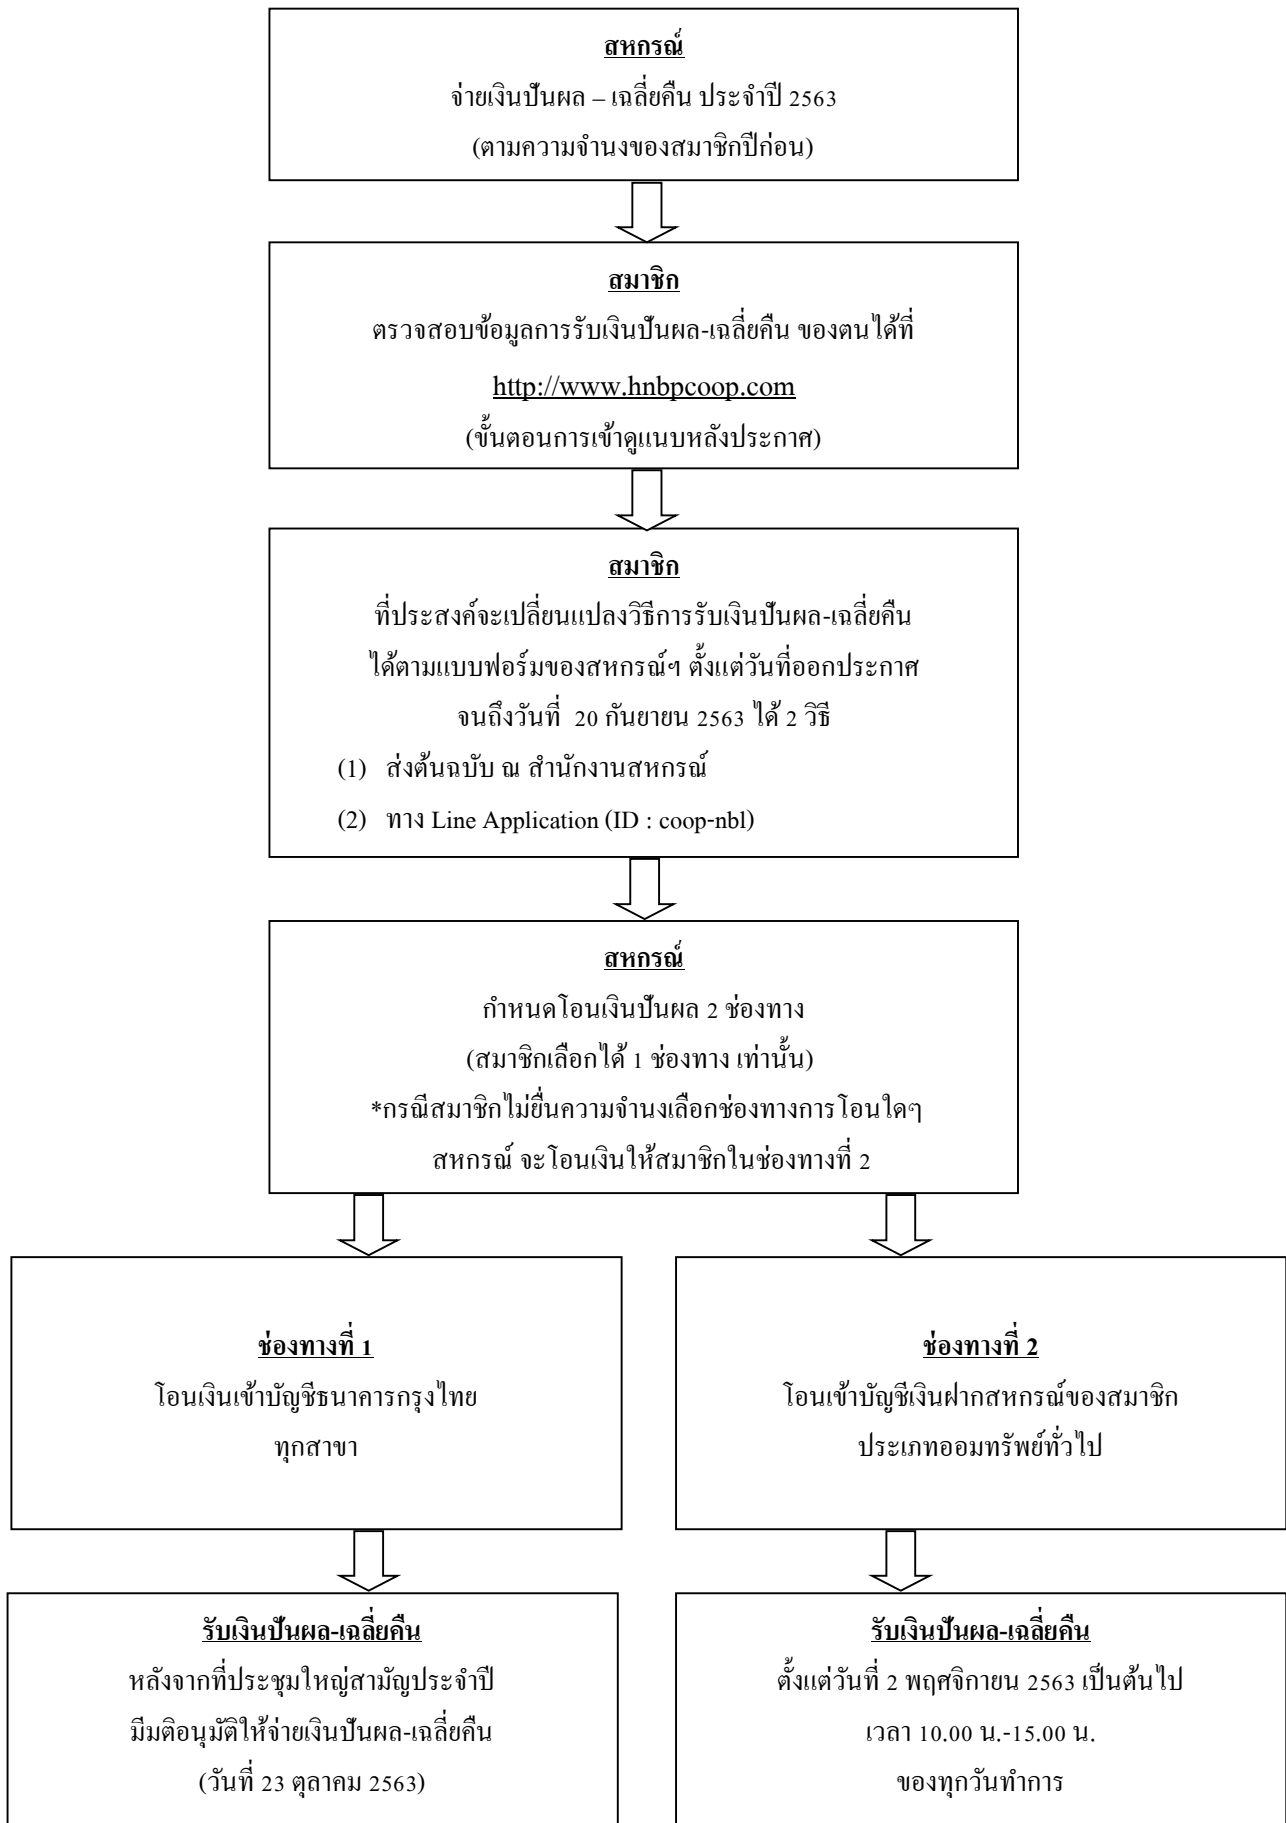 สหกรณ์
จ่ายเงินปันผล – เฉลี่ยคืน ประจำปี 2563
(ตามความจำนงของสมาชิกปีก่อน)
สมาชิก
ตรวจสอบข้อมูลการรับเงินปันผล-เฉลี่ยคืน ของตนได้ที่
http://www.hnbpcoop.com
(ขั้นตอนการเข้าดูแนบหลังประกาศ)
สมาชิก
ที่ประสงค์จะเปลี่ยนแปลงวิธีการรับเงินปันผล-เฉลี่ยคืน
ได้ตามแบบฟอร์มของสหกรณ์ฯ ตั้งแต่วันที่ออกประกาศ
จนถึงวันที่ 20 กันยายน 2563 ได้ 2 วิธี
(1) ส่งต้นฉบับ ณ สำนักงานสหกรณ์
(2) ทาง Line Application (ID : coop-nbl)
สหกรณ์
กำหนดโอนเงินปันผล 2 ช่องทาง
(สมาชิกเลือกได้ 1 ช่องทาง เท่านั้น)
*กรณีสมาชิกไม่ยื่นความจำนงเลือกช่องทางการโอนใดๆ
สหกรณ์ จะโอนเงินให้สมาชิกในช่องทางที่ 2
ช่องทางที่ 1
โอนเงินเข้าบัญชีธนาคารกรุงไทย
ทุกสาขา
ช่องทางที่ 2
โอนเข้าบัญชีเงินฝากสหกรณ์ของสมาชิก
ประเภทออมทรัพย์ทั่วไป
รับเงินปันผล-เฉลี่ยคืน
หลังจากที่ประชุมใหญ่สามัญประจำปี
มีมติอนุมัติให้จ่ายเงินปันผล-เฉลี่ยคืน
(วันที่ 23 ตุลาคม 2563)
รับเงินปันผล-เฉลี่ยคืน
ตั้งแต่วันที่ 2 พฤศจิกายน 2563 เป็นต้นไป
เวลา 10.00 น.-15.00 น.
ของทุกวันทำการ